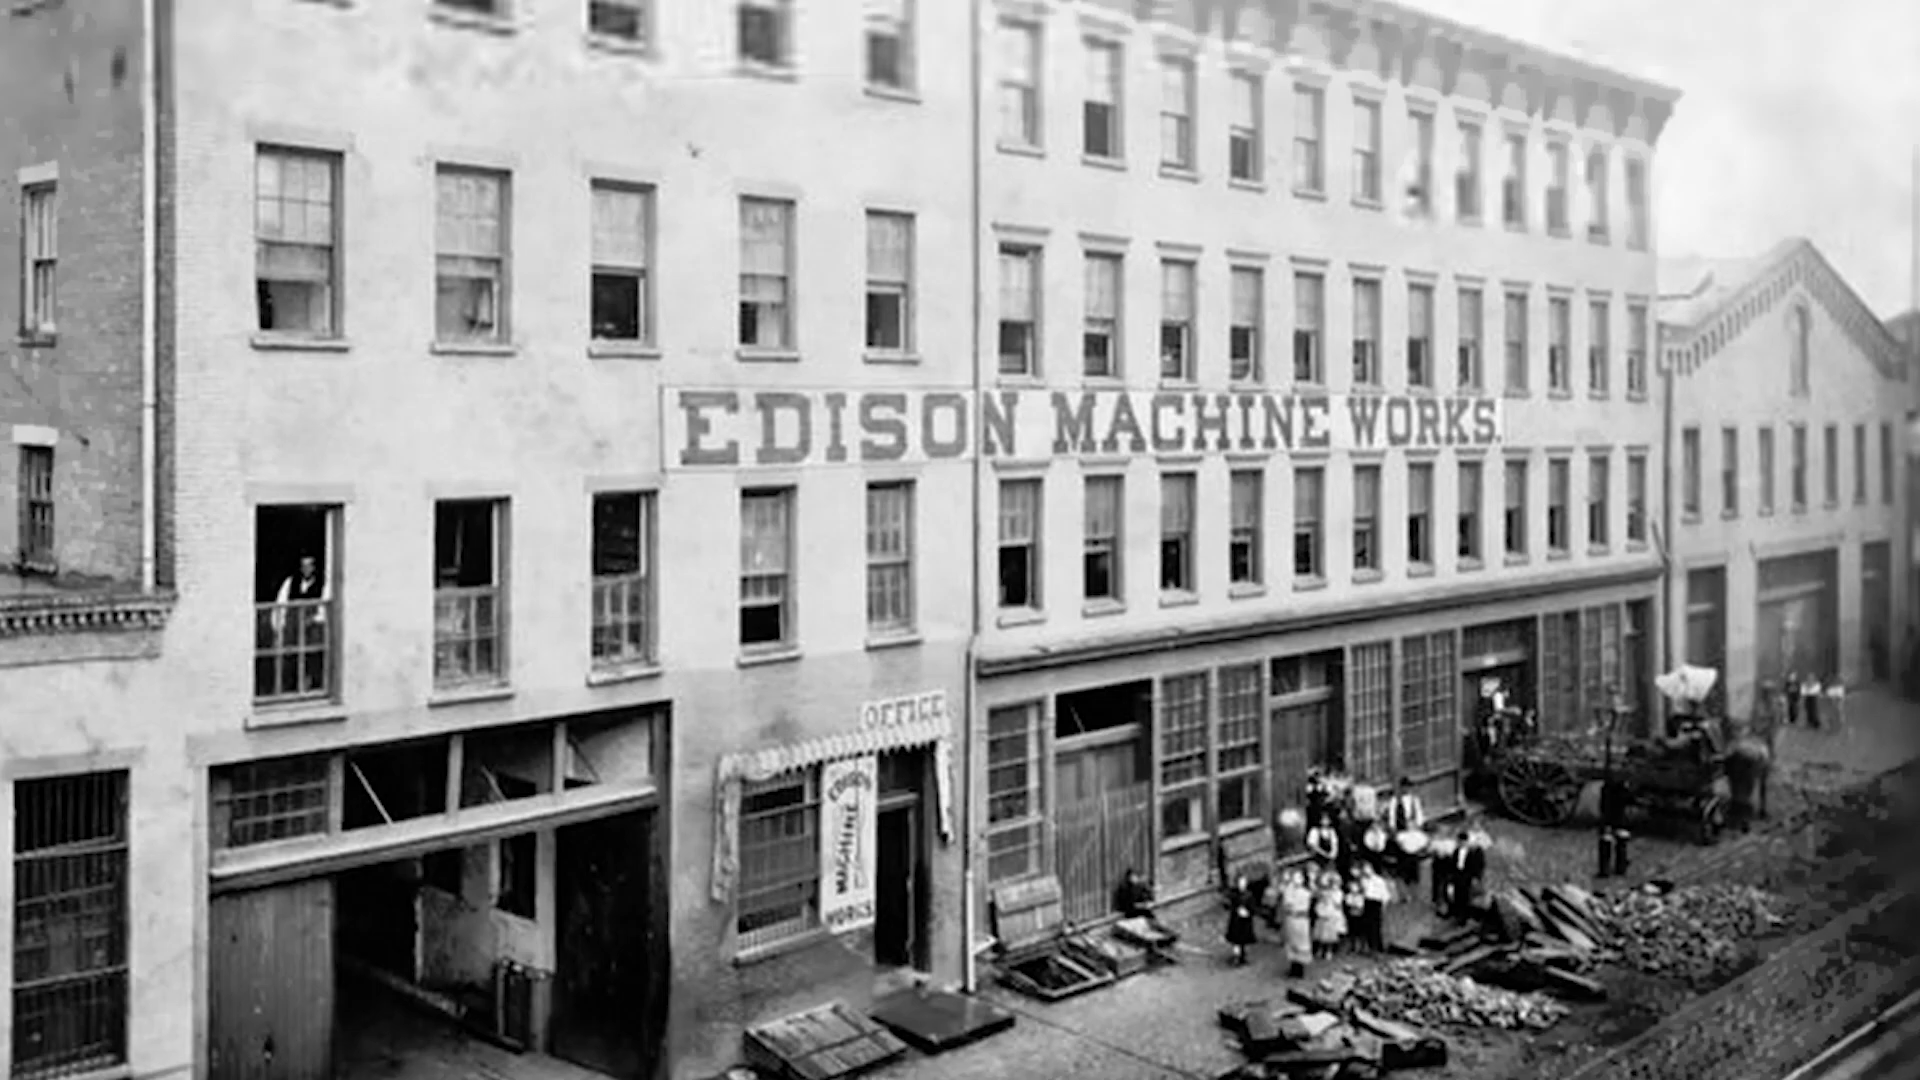 EDISON MACHINE WORKS.
OFFICE
EDISON
MACHINE
WORKS.